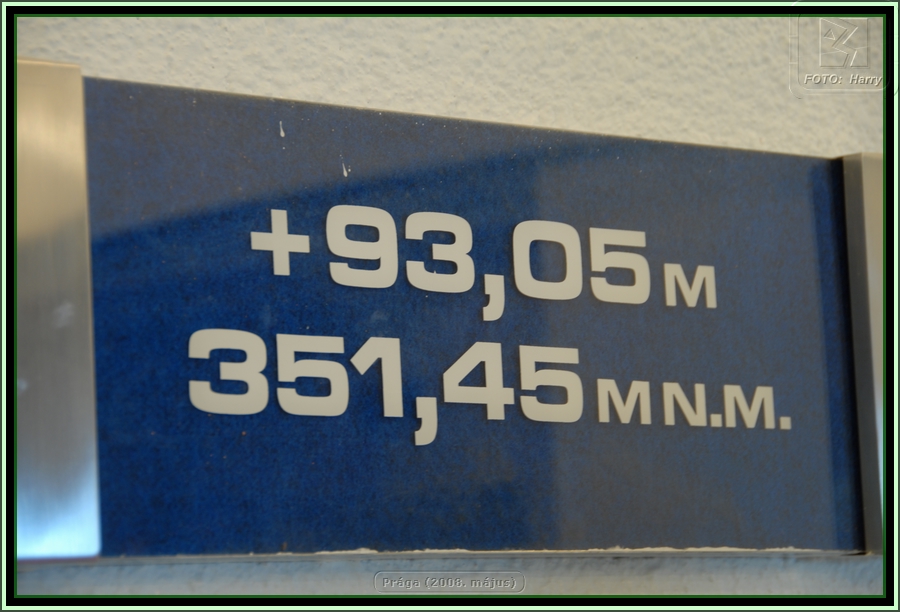 FOTO: Harry
+93,05 M
351,45 M N.M.
Prága (2008. május)